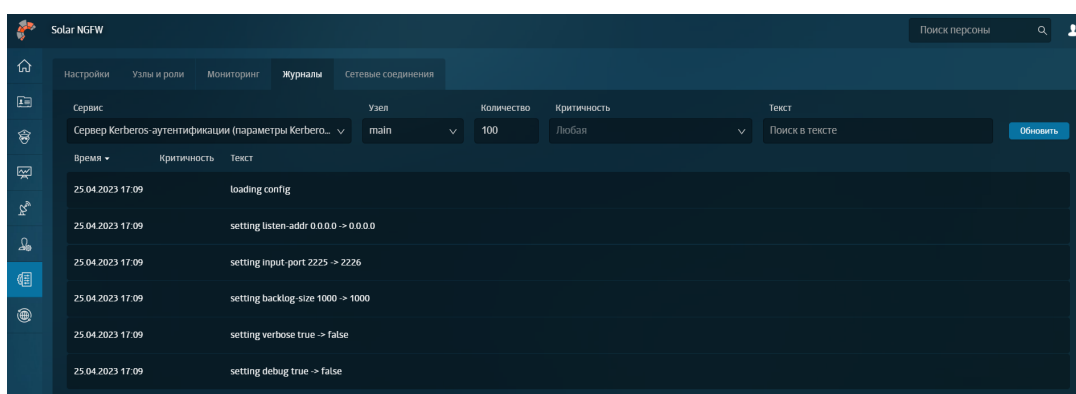 Solar NGFW Поиск персоны
Настройки Узлы и роли Мониторинг Журналы Сетевые соединения
Сервис Узел Количество Критичность Текст
Сервер Kerberos-аутентификации (параметры Kerbero... main 100 Любая Поиск в тексте Обновить
Время Критичность Текст
25.04.2023 17:09 loading config
25.04.2023 17:09 setting listen-addr 0.0.0.0 -> 0.0.0.0
25.04.2023 17:09 setting input-port 2225 -> 2226
25.04.2023 17:09 setting backlog-size 1000 -> 1000
25.04.2023 17:09 setting verbose true -> false
25.04.2023 17:09 setting debug true -> false